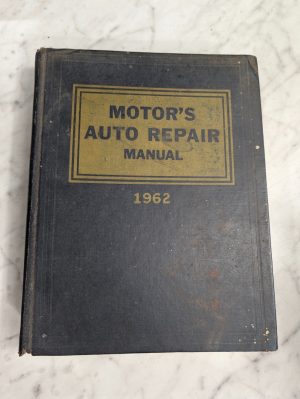 MOTOR'S
AUTO REPAIR
MANUAL
1962